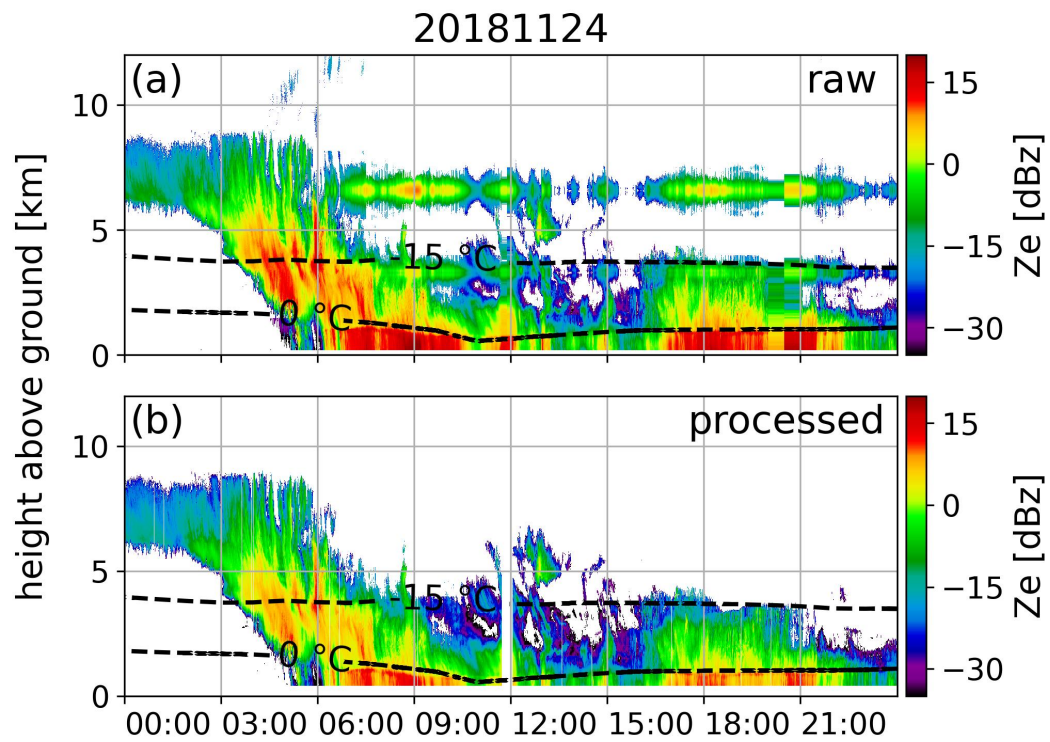 20181124
(a) raw
10
5
0
-15 °C
0 °C
15
0
−15
−30
Ze [dBz]
height above ground [km]
(b) processed
10
5
0
-15 °C
0 °C
15
0
−15
−30
Ze [dBz]
00:00 03:00 06:00 09:00 12:00 15:00 18:00 21:00